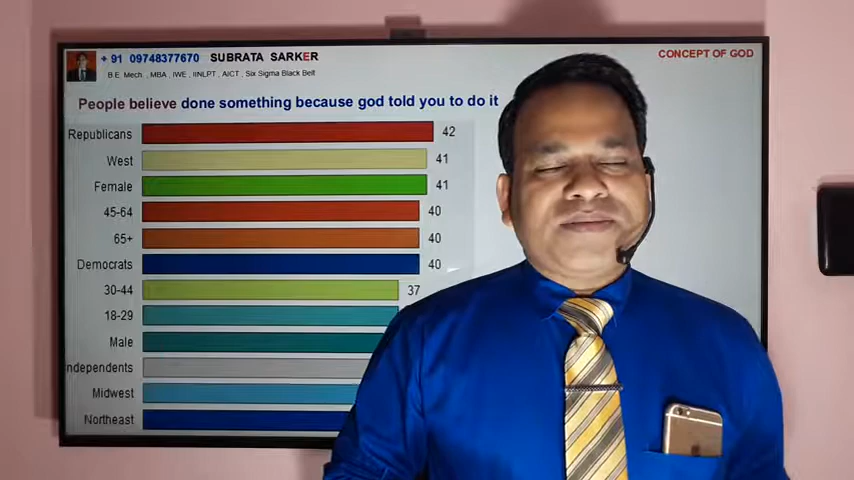 + 91 09748377670 SUBRATA SARKER
CONCEPT OF GOD
B.E Mech., MBA , IWE , IINLPT , AICT , Six Sigma Black Belt
People believe done something because god told you to do it
Republicans 42
West 41
Female 41
45-64 40
65+ 40
Democrats 40
30-44 37
18-29
Male
ndependents
Midwest
Northeast